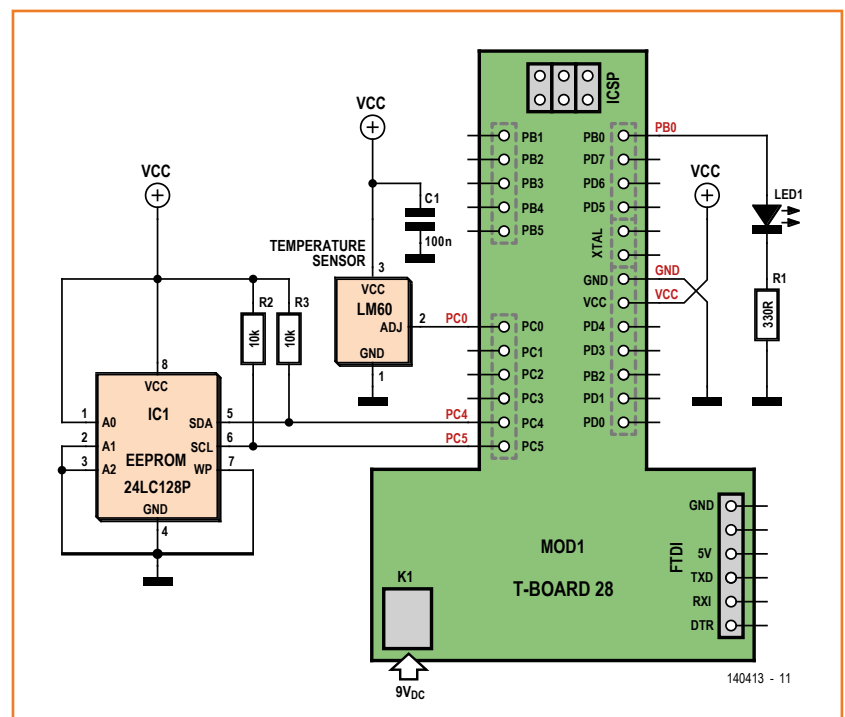 VCC
VCC
C1
100n
TEMPERATURE
SENSOR
3
VCC
LM60
ADJ
2
PC0
GND
1
R2
R3
10k
10k
8
VCC
IC1
1
A0
SDA
5
PC4
2
A1
SCL
6
PC5
3
A2
WP
7
EEPROM
24LC128P
GND
4
ICSP
PB1
PB2
PB3
PB4
PB5
PB0
PD7
PD6
PD5
XTAL
GND
VCC
PD4
PD3
PB2
PD1
PD0
PC0
PC1
PC2
PC3
PC4
PC5
PB0
GND
VCC
VCC
LED1
R1
330R
MOD1
T-BOARD 28
K1
9VDC
FTDI
GND
5V
TXD
RXI
DTR
140413 - 11